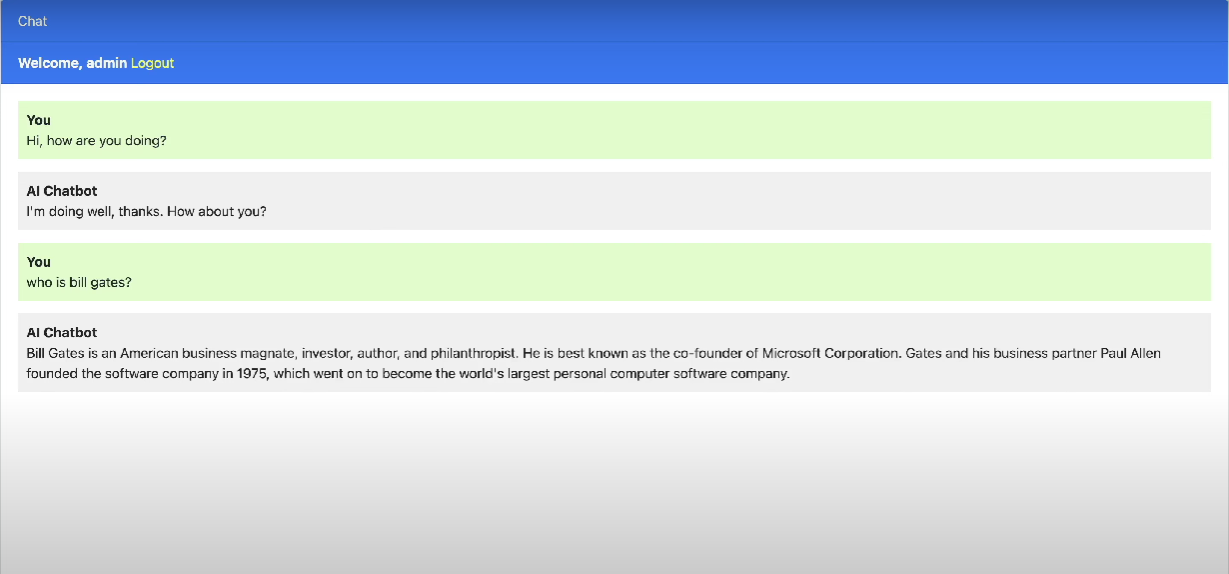 Chat
Welcome, admin Logout
You
Hi, how are you doing?
AI Chatbot
I'm doing well, thanks. How about you?
You
who is bill gates?
AI Chatbot
Bill Gates is an American business magnate, investor, author, and philanthropist. He is best known as the co-founder of Microsoft Corporation. Gates and his business partner Paul Allen
founded the software company in 1975, which went on to become the world's largest personal computer software company.